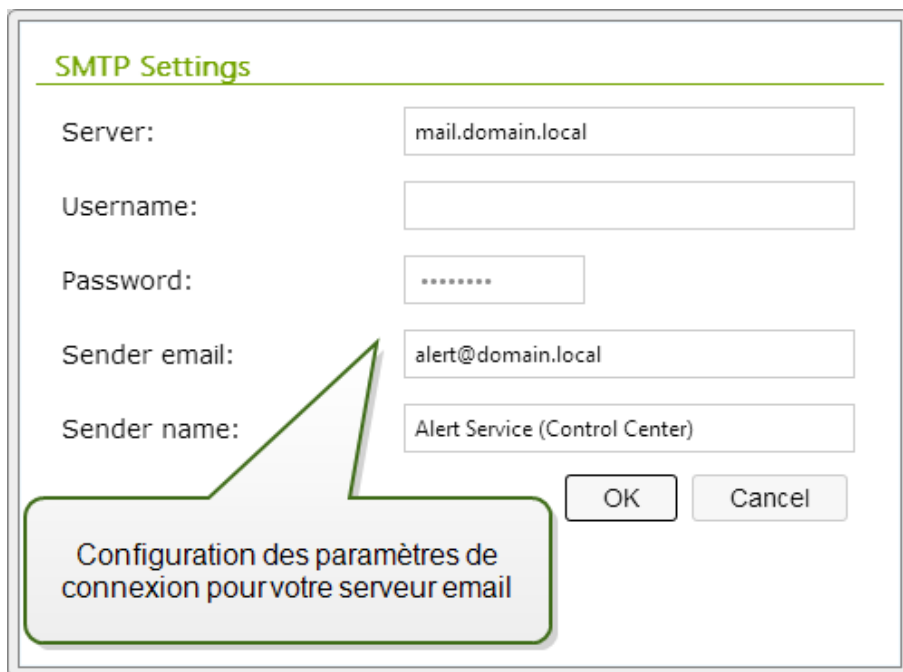 SMTP Settings
Server:
mail.domain.local
Username:
Password:
••••••••
Sender email:
alert@domain.local
Sender name:
Alert Service (Control Center)
OK
Cancel
Configuration des paramètres de
connexion pour votre serveur email